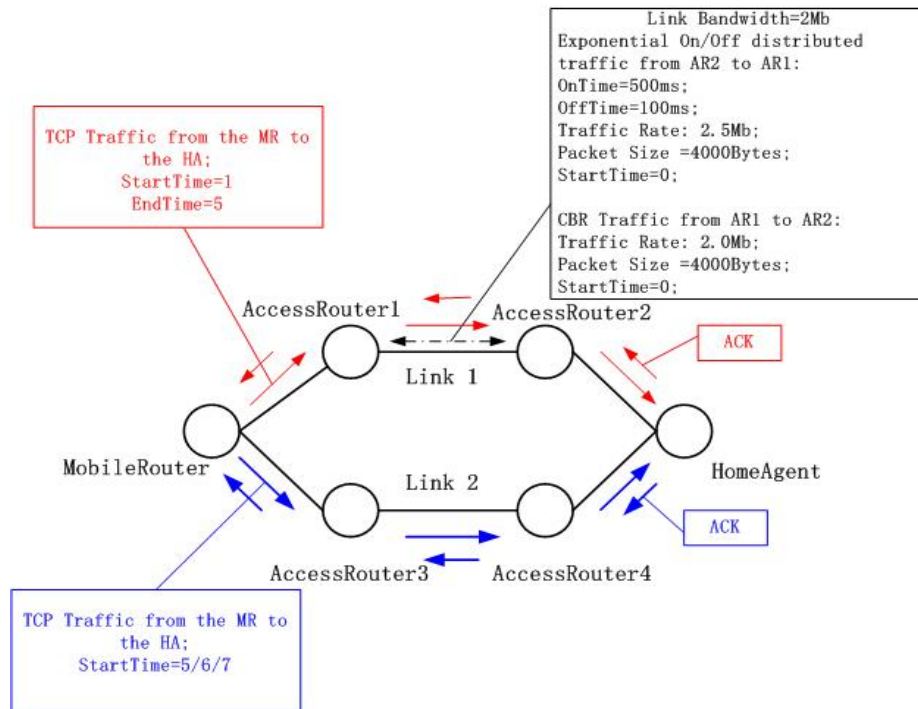 Link Bandwidth=2Mb
Exponential On/Off distributed
traffic from AR2 to AR1:
OnTime=500ms;
OffTime=100ms;
Traffic Rate: 2.5Mb;
Packet Size =4000Bytes;
StartTime=0;
CBR Traffic from AR1 to AR2:
Traffic Rate: 2.0Mb;
Packet Size =4000Bytes;
StartTime=0;
TCP Traffic from the MR to
the HA;
StartTime=1
EndTime=5
AccessRouter1
AccessRouter2
ACK
Link 1
MobileRouter
HomeAgent
Link 2
ACK
AccessRouter3
AccessRouter4
TCP Traffic from the MR to
the HA;
StartTime=5/6/7